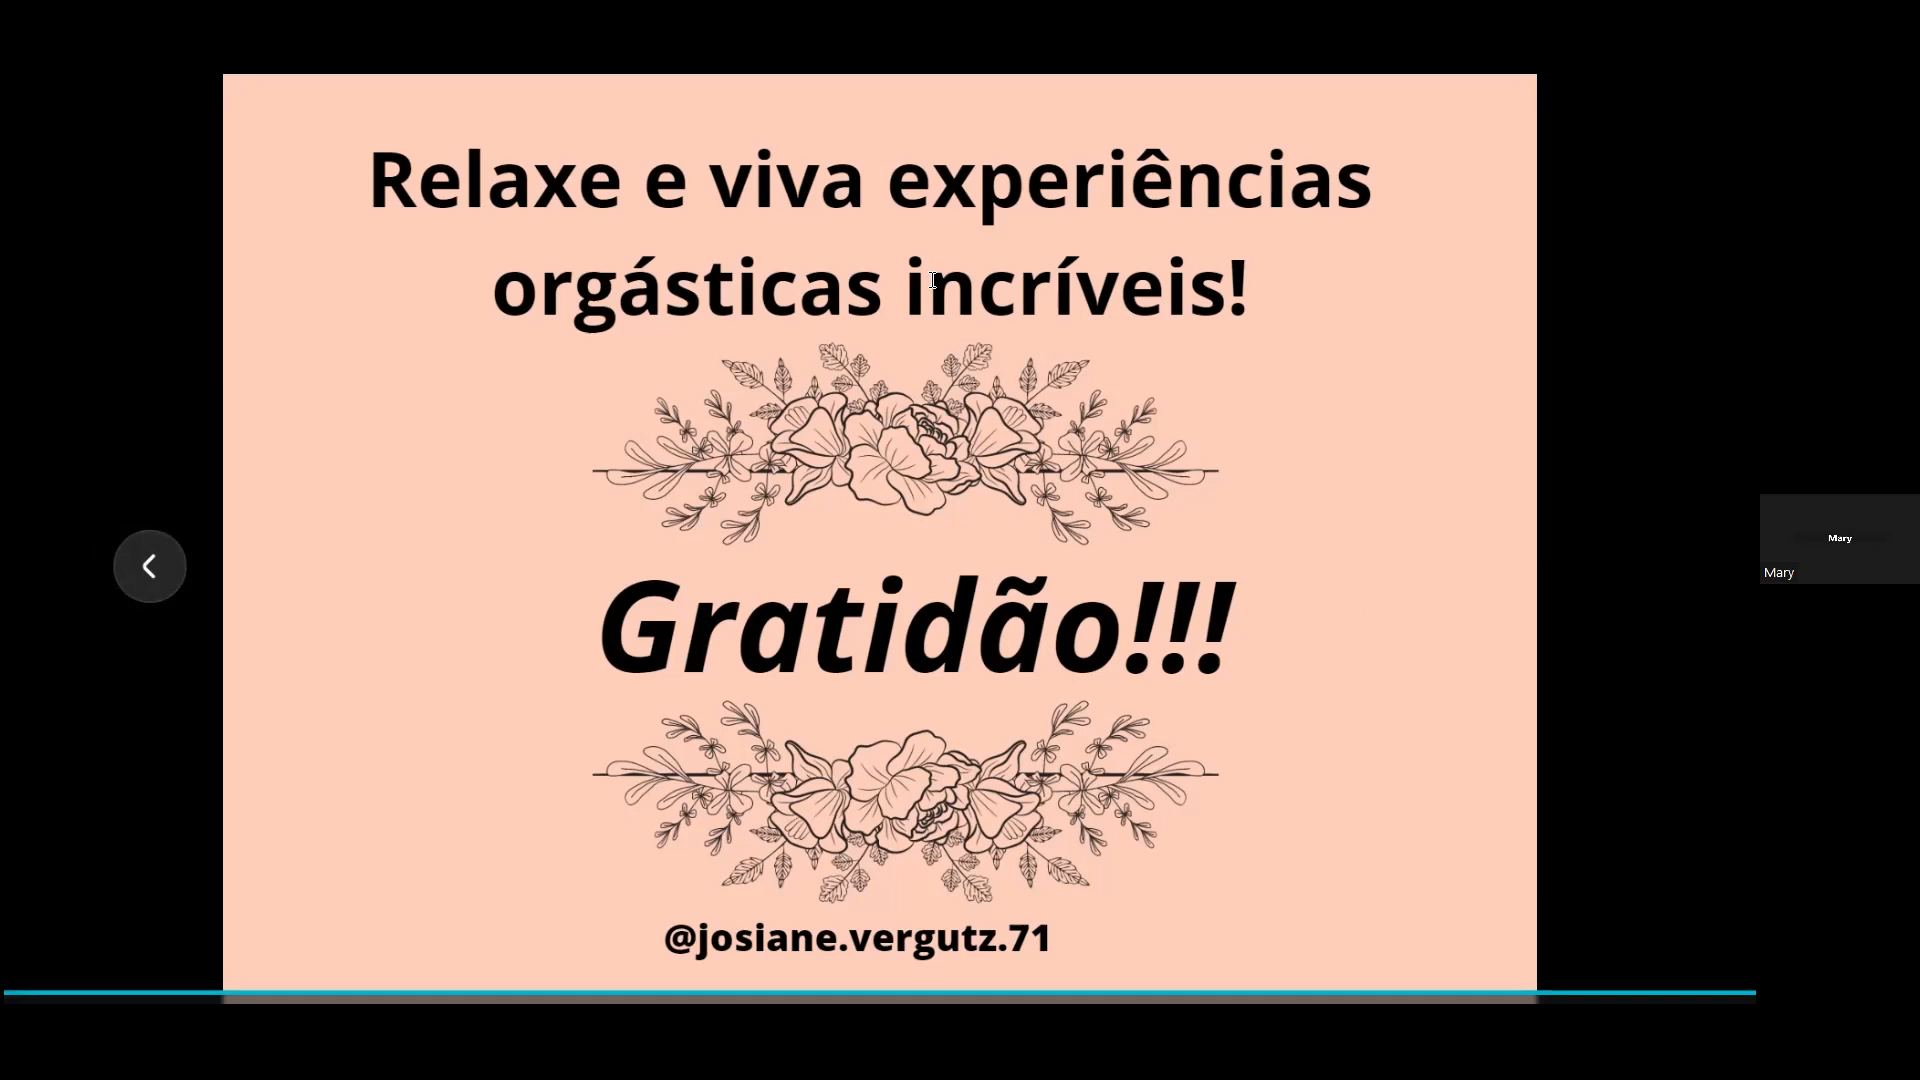 Relaxe e viva experiências
orgásticas incríveis!
Gratidão!!!
@josiane.vergutz.71
Mary
Mary